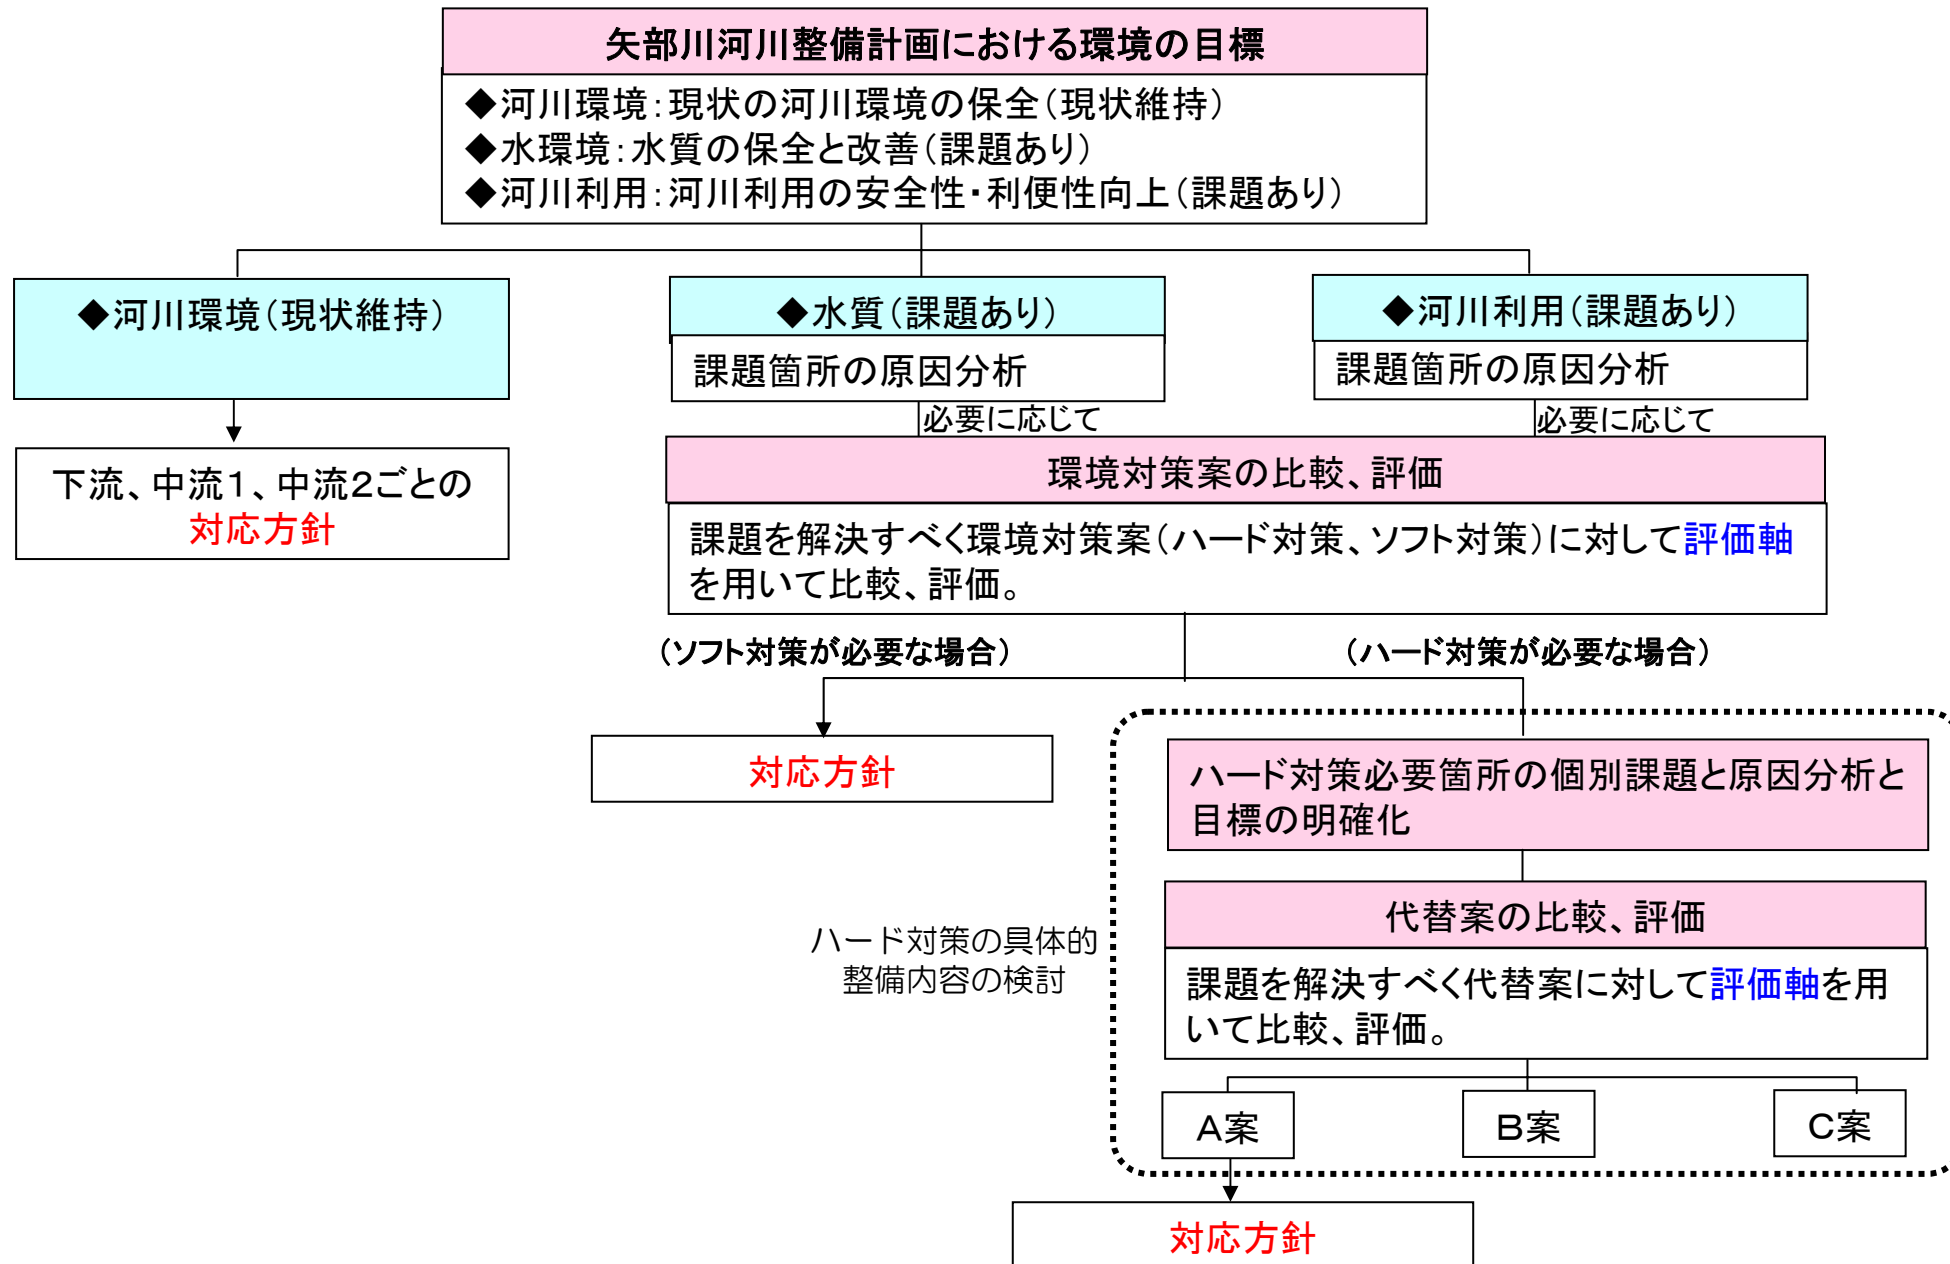 矢部川河川整備計画における環境の目標
◆河川環境：現状の河川環境の保全（現状維持）
◆水環境：水質の保全と改善（課題あり）
◆河川利用：河川利用の安全性・利便性向上（課題あり）
◆河川環境（現状維持）
◆水質（課題あり）
◆河川利用（課題あり）
課題箇所の原因分析
課題箇所の原因分析
必要に応じて
必要に応じて
下流、中流１、中流２ごとの
対応方針
環境対策案の比較、評価
課題を解決すべく環境対策案（ハード対策、ソフト対策）に対して評価軸
を用いて比較、評価。
（ソフト対策が必要な場合）
（ハード対策が必要な場合）
対応方針
ハード対策必要箇所の個別課題と原因分析と
目標の明確化
代替案の比較、評価
ハード対策の具体的
整備内容の検討
課題を解決すべく代替案に対して評価軸を用
いて比較、評価。
Ａ案
Ｂ案
Ｃ案
対応方針